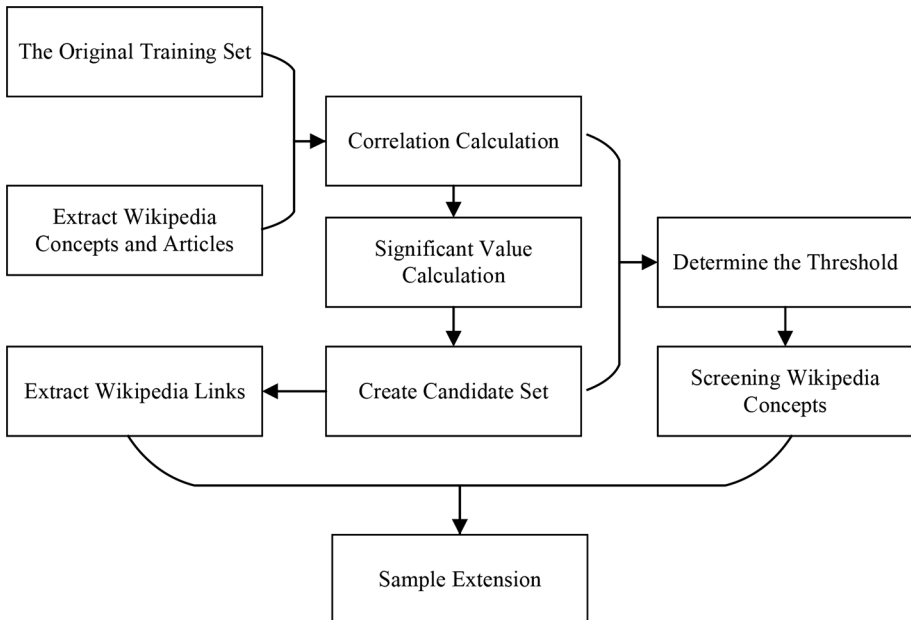 The Original Training Set
Correlation Calculation
Extract Wikipedia
Concepts and Articles
Significant Value
Calculation
Determine the Threshold
Extract Wikipedia Links
Create Candidate Set
Screening Wikipedia
Concepts
Sample Extension